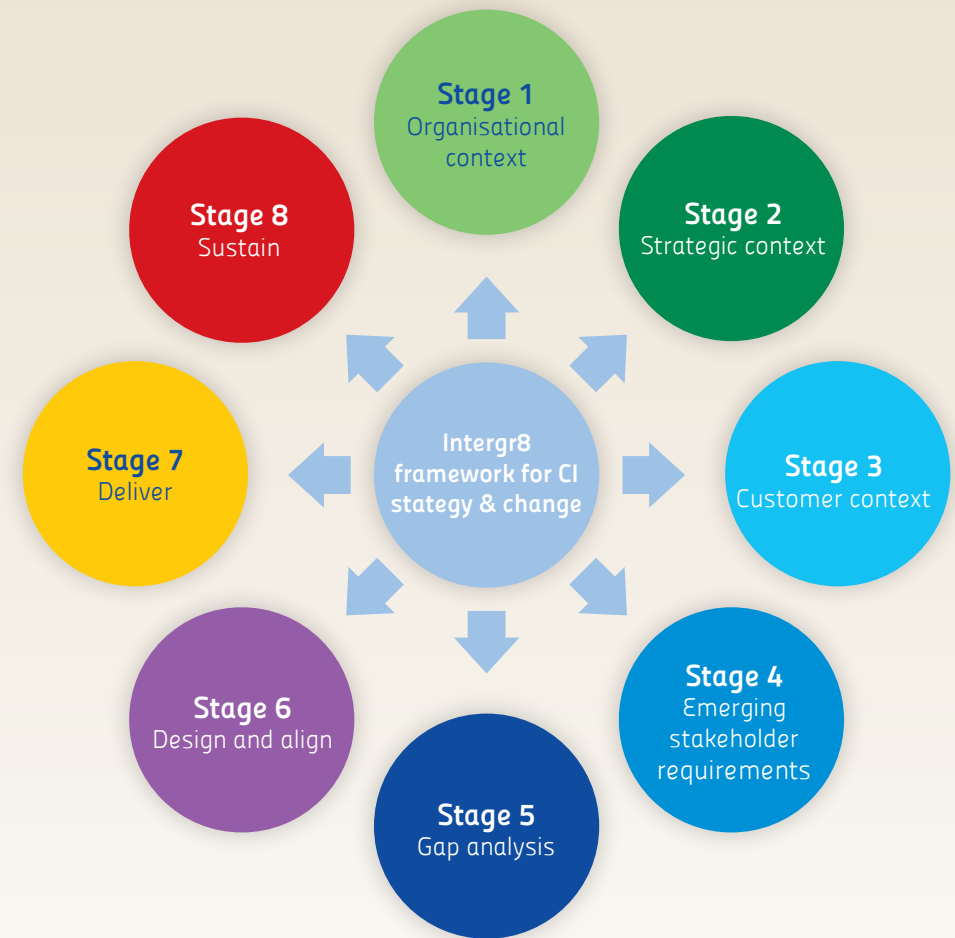 Stage 1
Organisational
context
Stage 2
Strategic context
Stage 3
Customer context
Stage 4
Emerging
stakeholder
requirements
Stage 5
Gap analysis
Stage 6
Design and align
Stage 7
Deliver
Stage 8
Sustain
Intergr8
framework for CI
stategy & change